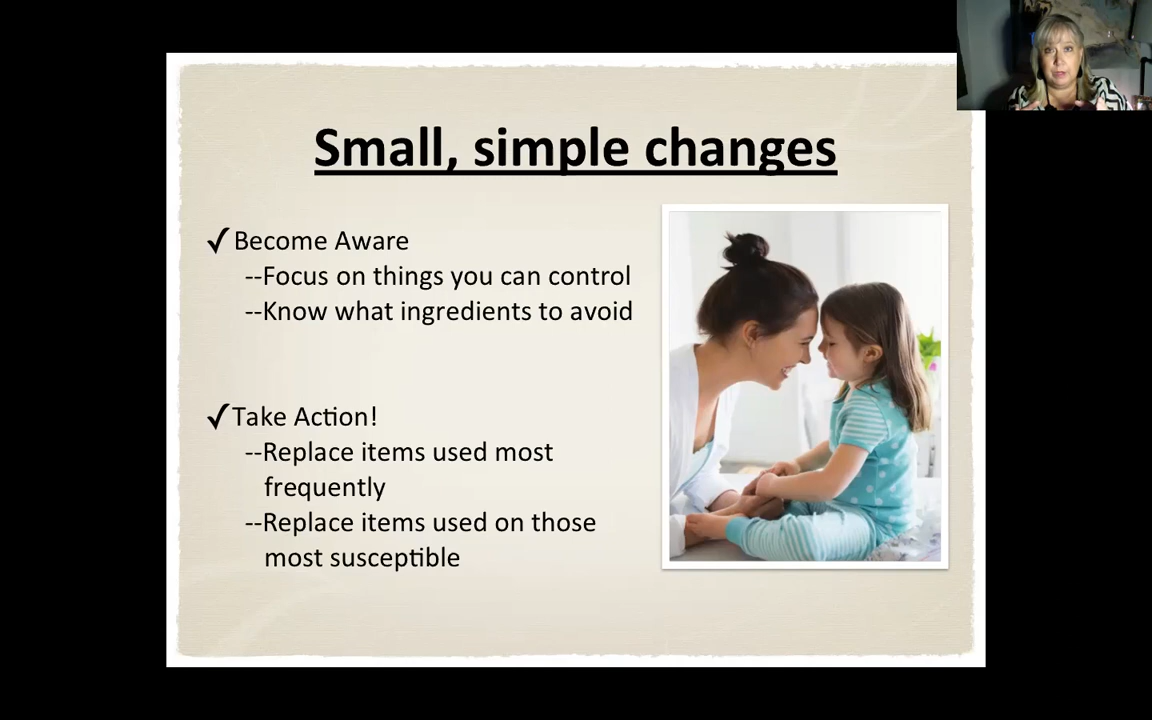 Small, simple changes
✓Become Aware
--Focus on things you can control
--Know what ingredients to avoid
✓Take Action!
--Replace items used most
frequently
--Replace items used on those
most susceptible